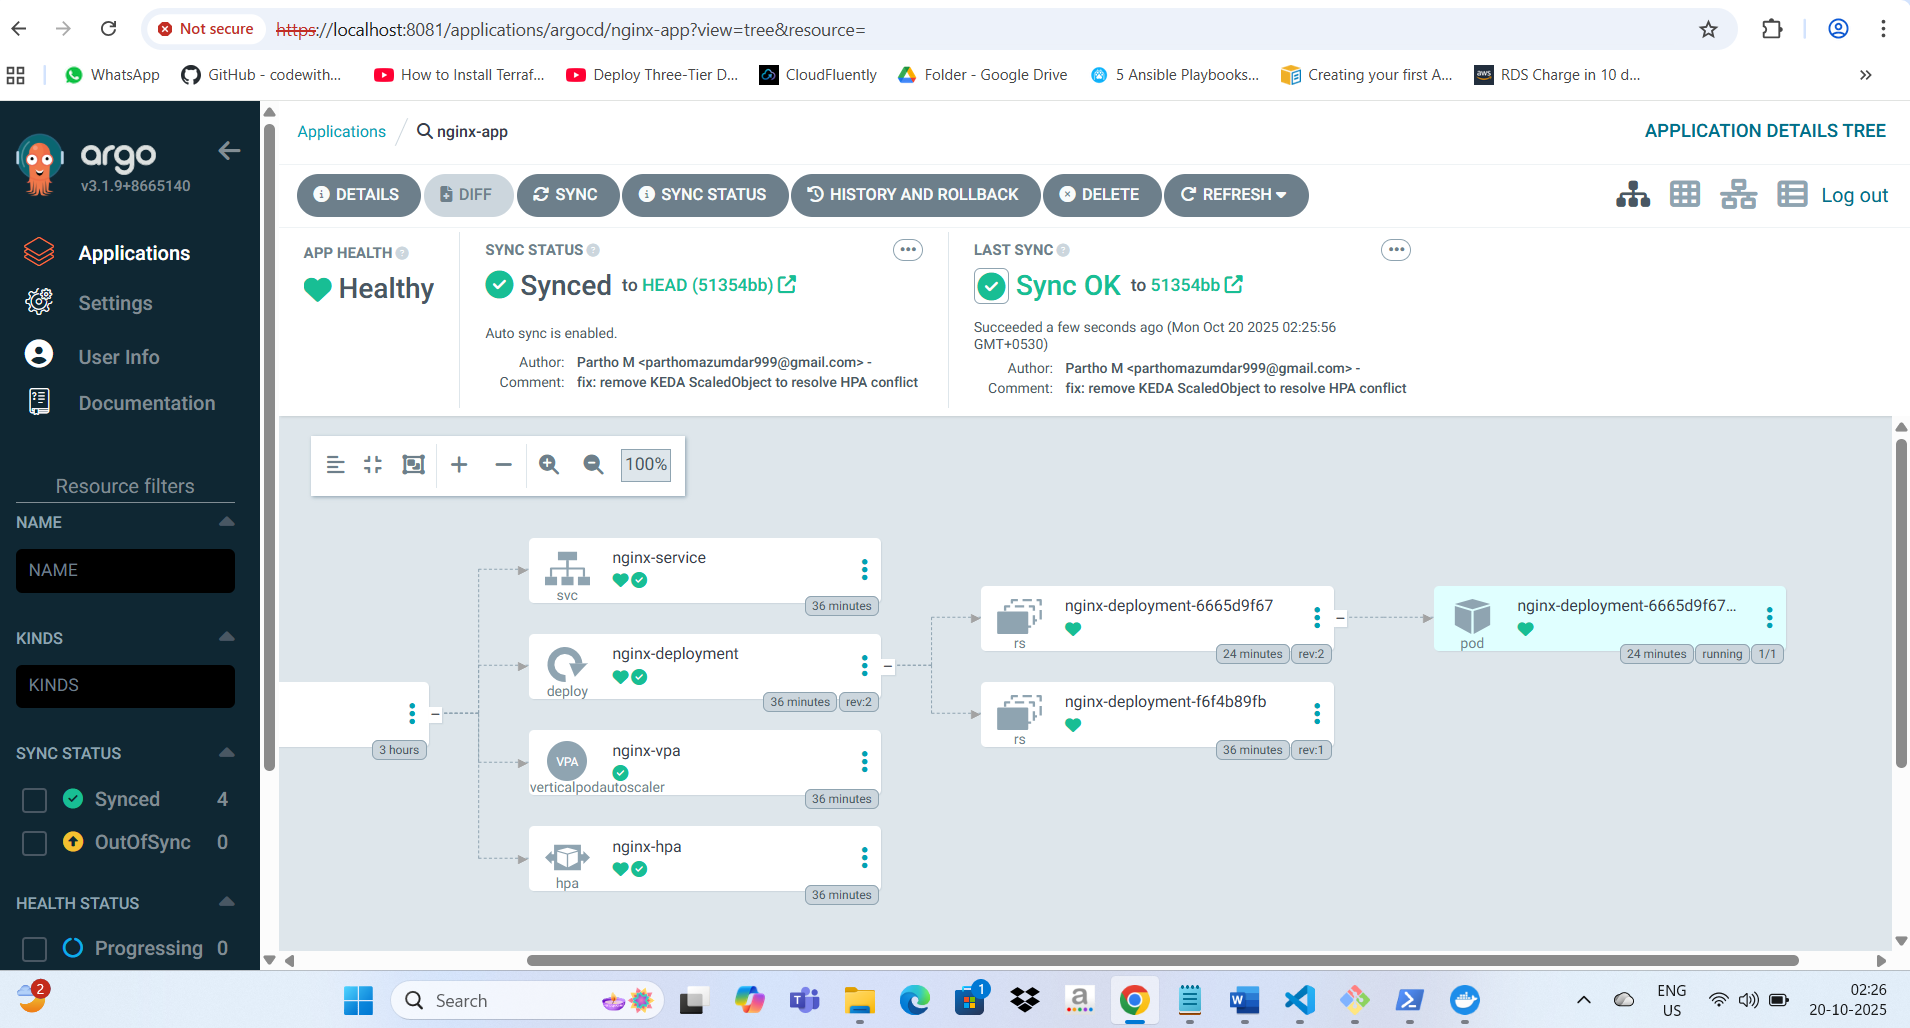 Not secure
https://localhost:8081/applications/argocd/nginx-app?view=tree&resource=
WhatsApp
GitHub - codewith...
How to Install Terraf...
Deploy Three-Tier D...
CloudFluently
Folder - Google Drive
5 Ansible Playbooks...
Creating your first A...
aws
RDS Charge in 10 d...
»
argo
v3.1.9+8665140
Applications
Settings
User Info
Documentation
Resource filters
NAME
NAME
KINDS
KINDS
SYNC STATUS
Synced 4
OutOfSync 0
HEALTH STATUS
Progressing 0
Applications / nginx-app
APPLICATION DETAILS TREE
DETAILS
DIFF
SYNC
SYNC STATUS
HISTORY AND ROLLBACK
DELETE
REFRESH
Log out
APP HEALTH
Healthy
SYNC STATUS
Synced to HEAD (51354bb)
Auto sync is enabled.
Author: Partho M <parthomazumdar999@gmail.com> -
Comment: fix: remove KEDA ScaledObject to resolve HPA conflict
LAST SYNC
Sync OK to 51354bb
Succeeded a few seconds ago (Mon Oct 20 2025 02:25:56
GMT+0530)
Author: Partho M <parthomazumdar999@gmail.com> -
Comment: fix: remove KEDA ScaledObject to resolve HPA conflict
100%
3 hours
nginx-service
svc
36 minutes
nginx-deployment
deploy
36 minutes
rev:2
VPA
nginx-vpa
verticalpodautoscaler
36 minutes
nginx-hpa
hpa
36 minutes
nginx-deployment-6665d9f67
rs
24 minutes
rev:2
nginx-deployment-f6f4b89fb
rs
36 minutes
rev:1
nginx-deployment-6665d9f67...
pod
24 minutes
running
1/1
2
Search
1
a
ENG
US
02:26
20-10-2025